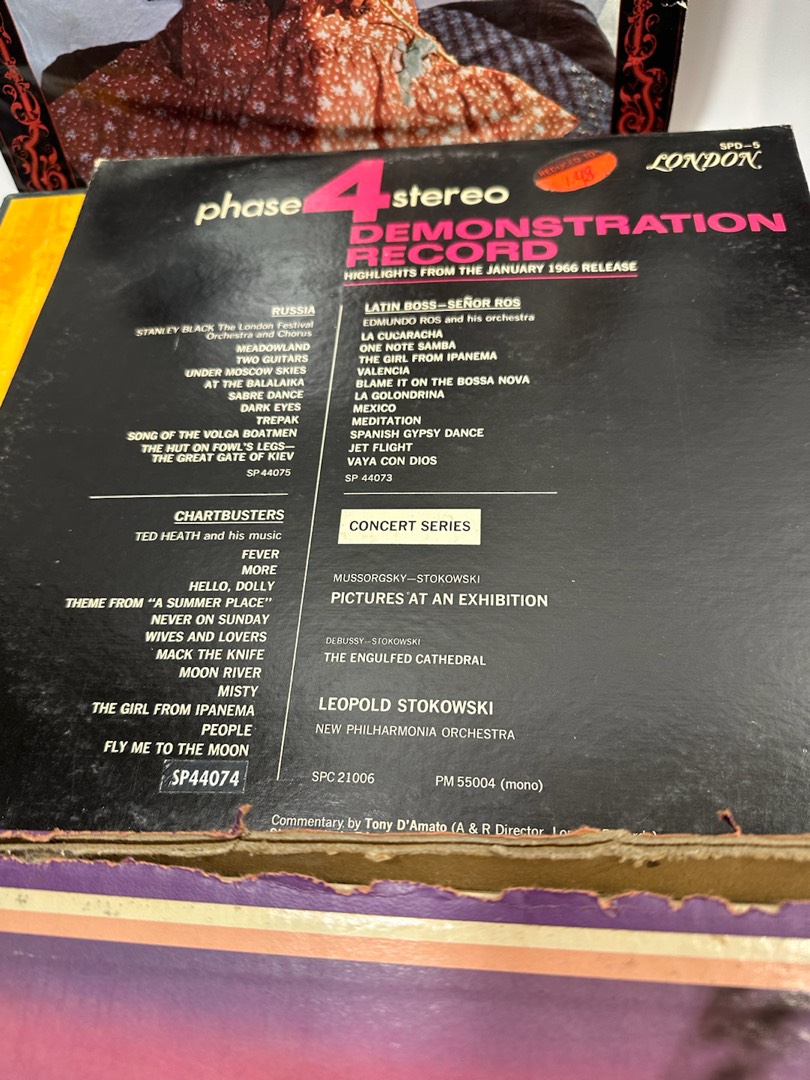 SPD-5
LONDON
REDUCED TO
1.48
phase 4 stereo
DEMONSTRATION
RECORD
HIGHLIGHTS FROM THE JANUARY 1966 RELEASE
RUSSIA
STANLEY BLACK The London Festival
Orchestra and Chorus
MEADOWLAND
TWO GUITARS
UNDER MOSCOW SKIES
AT THE BALALAIKA
SABRE DANCE
DARK EYES
TREPAK
SONG OF THE VOLGA BOATMEN
THE HUT ON FOWL'S LEGS—
THE GREAT GATE OF KIEV
SP 44075
LATIN BOSS—SEÑOR ROS
EDMUNDO ROS and his orchestra
LA CUCARACHA
ONE NOTE SAMBA
THE GIRL FROM IPANEMA
VALENCIA
BLAME IT ON THE BOSSA NOVA
LA GOLONDRINA
MEXICO
MEDITATION
SPANISH GYPSY DANCE
JET FLIGHT
VAYA CON DIOS
SP 44073
CHARTBUSTERS
TED HEATH and his music
FEVER
MORE
HELLO, DOLLY
THEME FROM "A SUMMER PLACE"
NEVER ON SUNDAY
WIVES AND LOVERS
MACK THE KNIFE
MOON RIVER
MISTY
THE GIRL FROM IPANEMA
PEOPLE
FLY ME TO THE MOON
SP44074
CONCERT SERIES
MUSSORGSKY—STOKOWSKI
PICTURES AT AN EXHIBITION
DEBUSSY—STOKOWSKI
THE ENGULFED CATHEDRAL
LEOPOLD STOKOWSKI
NEW PHILHARMONIA ORCHESTRA
SPC 21006 PM 55004 (mono)
Commentary by Tony D'Amato (A & R Director,